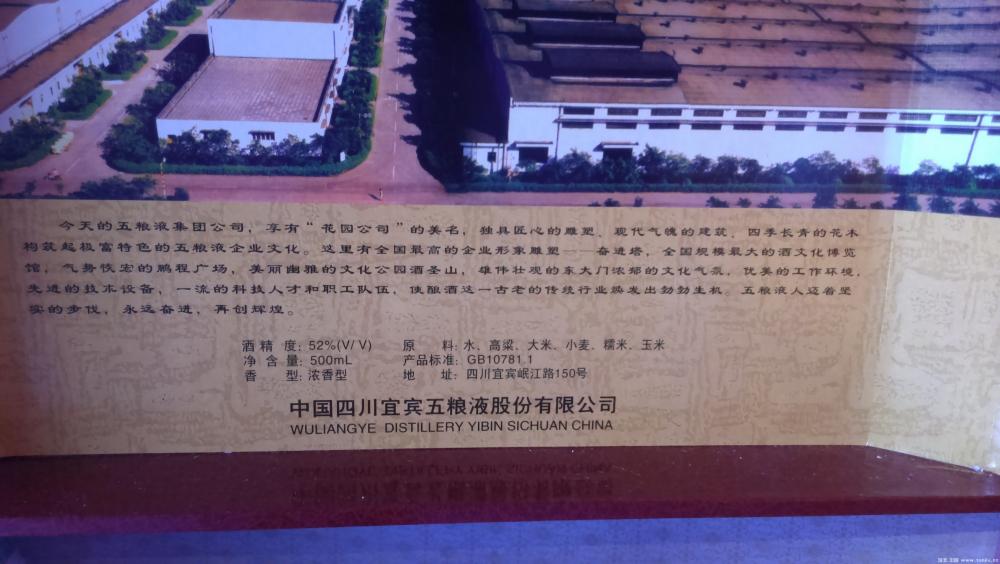 今天的五粮液集团公司，享有“花园公司”的美名，独具匠心的雕塑、现代气魄的建筑、四季长青的花木
构筑起极富特色的五粮液企业文化。这里有全国最高的企业形象雕塑——奋进塔，全国规模最大的酒文化博览
馆，气势恢宏的鹏程广场，美丽幽雅的文化公园酒圣山，雄伟壮观的东大门浓郁的文化气氛，优美的工作环境，
先进的技术设备，一流的科技人才和职工队伍，使酿酒这一古老的传统行业焕发出勃勃生机。五粮液人迈着坚
实的步伐，永远奋进，再创辉煌。
酒精度：52%(V/V) 原料：水、高粱、大米、小麦、糯米、玉米
净含量：500mL 产品标准：GB10781.1
香型：浓香型 地址：四川宜宾岷江路150号
中国四川宜宾五粮液股份有限公司
WULIANGYE DISTILLERY YIBIN SICHUAN CHINA